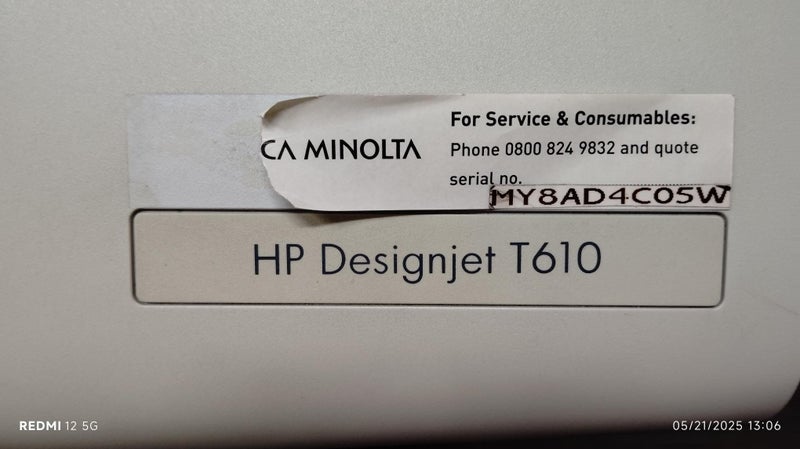 CA MINOLTA
For Service & Consumables:
Phone 0800 824 9832 and quote
serial no.
MY8AD4C05W
HP Designjet T610
REDMI 12 5G
05/21/2025 13:06